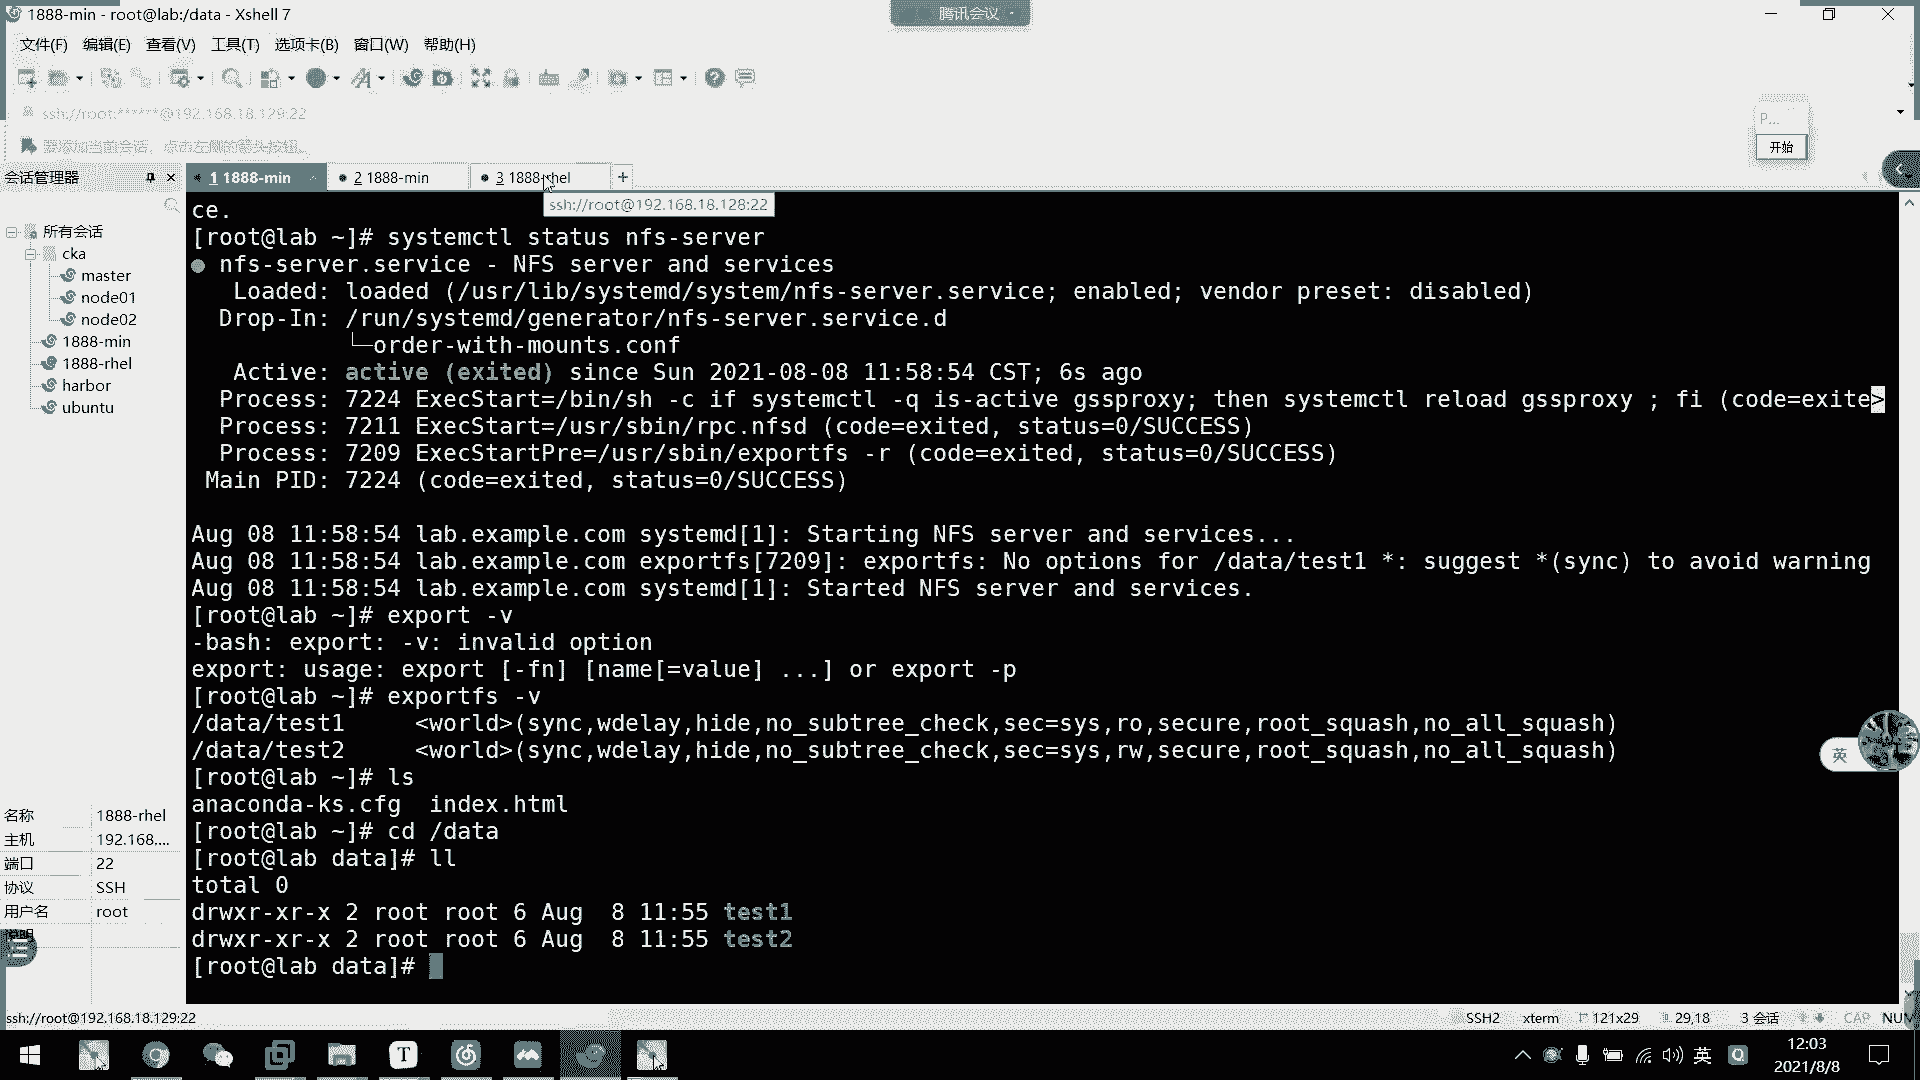 1888-min - root@lab:/data - Xshell 7
腾讯会议
文件(F) 编辑(E) 查看(V) 工具(T) 选项卡(B) 窗口(W) 帮助(H)
ssh://root:******@192.168.18.129:22
要添加当前会话，点击左侧的箭头按钮。
P...
开始
会话管理器
1 1888-min
2 1888-min
3 1888-rhel
+
ssh://root@192.168.18.128:22
所有会话
cka
master
node01
node02
1888-min
1888-rhel
harbor
ubuntu
ce.
[root@lab ~]# systemctl status nfs-server
● nfs-server.service - NFS server and services
Loaded: loaded (/usr/lib/systemd/system/nfs-server.service; enabled; vendor preset: disabled)
Drop-In: /run/systemd/generator/nfs-server.service.d
└─order-with-mounts.conf
Active: active (exited) since Sun 2021-08-08 11:58:54 CST; 6s ago
Process: 7224 ExecStart=/bin/sh -c if systemctl -q is-active gssproxy; then systemctl reload gssproxy ; fi (code=exite>
Process: 7211 ExecStart=/usr/sbin/rpc.nfsd (code=exited, status=0/SUCCESS)
Process: 7209 ExecStartPre=/usr/sbin/exportfs -r (code=exited, status=0/SUCCESS)
Main PID: 7224 (code=exited, status=0/SUCCESS)
Aug 08 11:58:54 lab.example.com systemd[1]: Starting NFS server and services...
Aug 08 11:58:54 lab.example.com exportfs[7209]: exportfs: No options for /data/test1 *: suggest *(sync) to avoid warning
Aug 08 11:58:54 lab.example.com systemd[1]: Started NFS server and services.
[root@lab ~]# export -v
-bash: export: -v: invalid option
export: usage: export [-fn] [name[=value] ...] or export -p
[root@lab ~]# exportfs -v
/data/test1 <world>(sync,wdelay,hide,no_subtree_check,sec=sys,ro,secure,root_squash,no_all_squash)
/data/test2 <world>(sync,wdelay,hide,no_subtree_check,sec=sys,rw,secure,root_squash,no_all_squash)
[root@lab ~]# ls
anaconda-ks.cfg index.html
[root@lab ~]# cd /data
[root@lab data]# ll
total 0
drwxr-xr-x 2 root root 6 Aug 8 11:55 test1
drwxr-xr-x 2 root root 6 Aug 8 11:55 test2
[root@lab data]#
英
名称 1888-rhel
主机 192.168....
端口 22
协议 SSH
用户名 root
说明
ssh://root@192.168.18.129:22
SSH2 xterm 121x29 29,18 3 会话 CAP NUM
T
英
12:03
2021/8/8